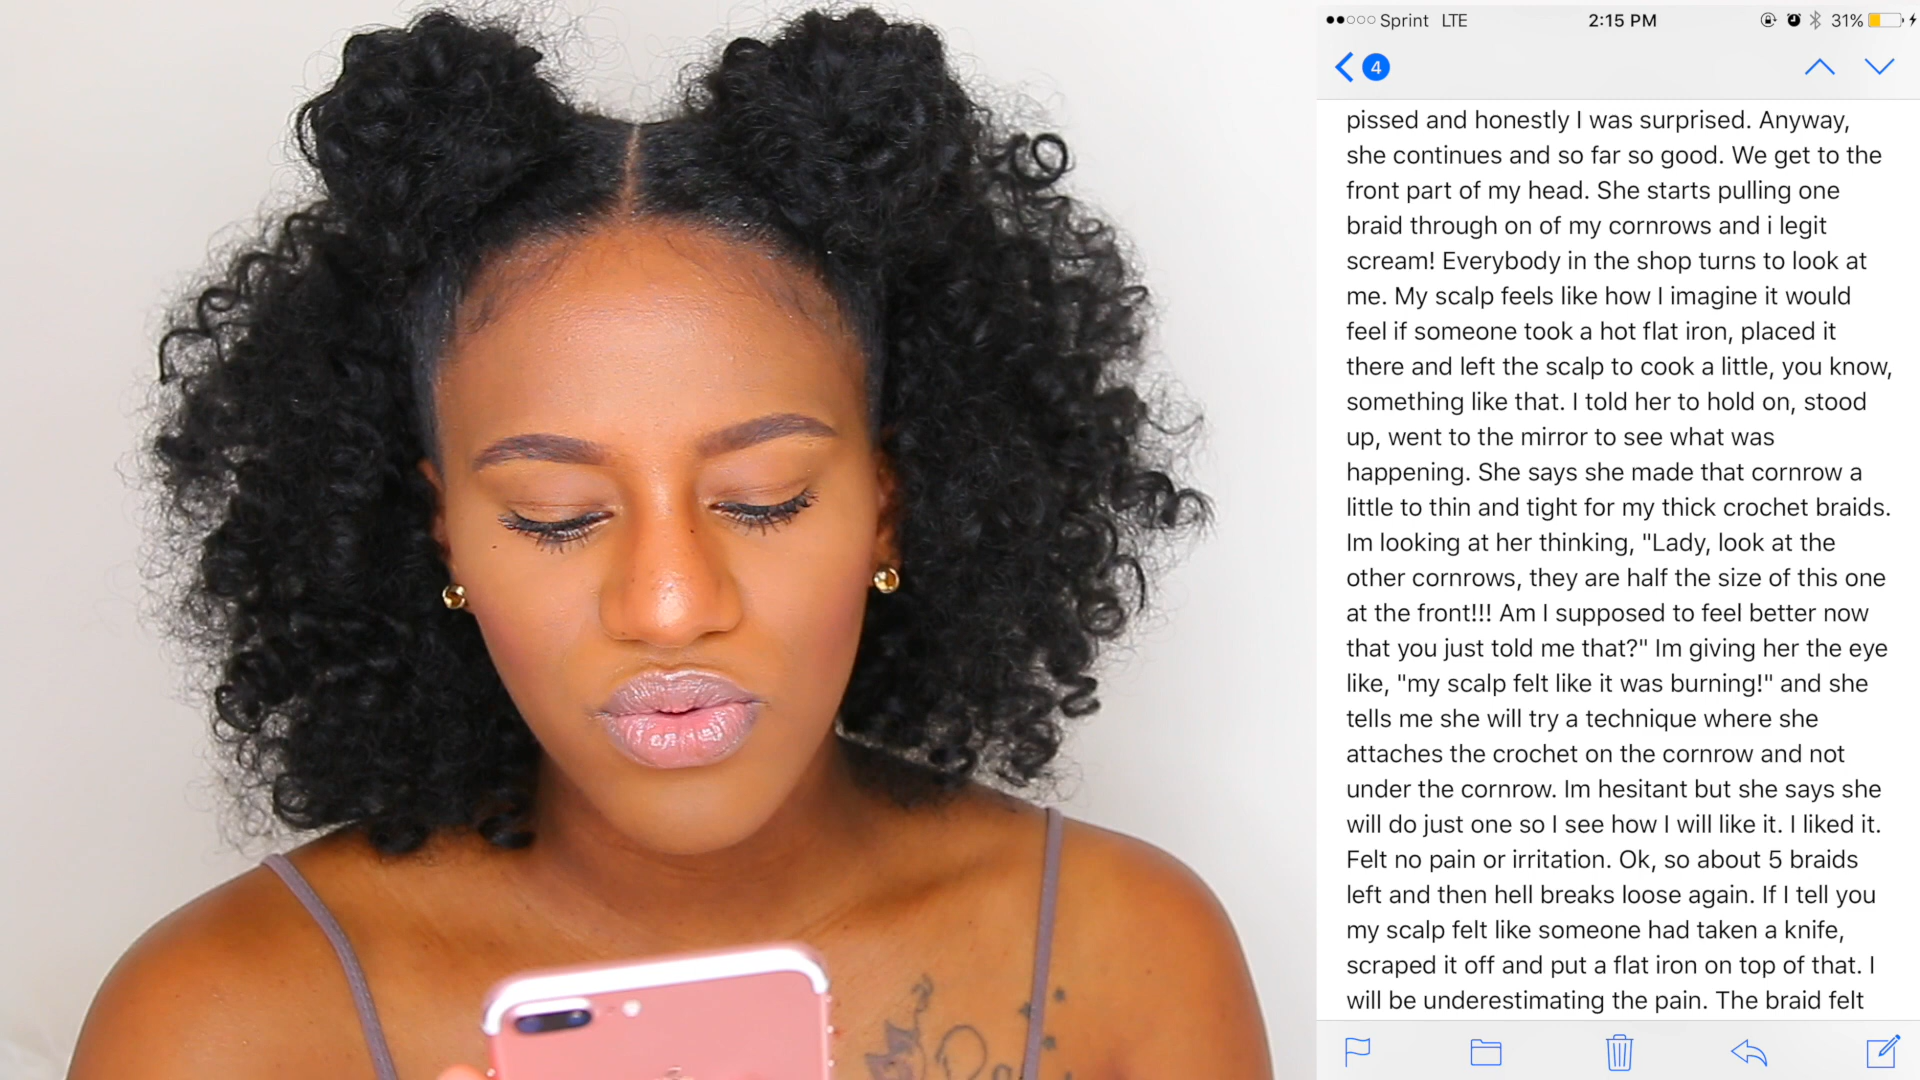 Sprint LTE 2:15 PM 31%
4
pissed and honestly I was surprised. Anyway,
she continues and so far so good. We get to the
front part of my head. She starts pulling one
braid through on of my cornrows and i legit
scream! Everybody in the shop turns to look at
me. My scalp feels like how I imagine it would
feel if someone took a hot flat iron, placed it
there and left the scalp to cook a little, you know,
something like that. I told her to hold on, stood
up, went to the mirror to see what was
happening. She says she made that cornrow a
little to thin and tight for my thick crochet braids.
Im looking at her thinking, "Lady, look at the
other cornrows, they are half the size of this one
at the front!!! Am I supposed to feel better now
that you just told me that?" Im giving her the eye
like, "my scalp felt like it was burning!" and she
tells me she will try a technique where she
attaches the crochet on the cornrow and not
under the cornrow. Im hesitant but she says she
will do just one so I see how I will like it. I liked it.
Felt no pain or irritation. Ok, so about 5 braids
left and then hell breaks loose again. If I tell you
my scalp felt like someone had taken a knife,
scraped it off and put a flat iron on top of that. I
will be underestimating the pain. The braid felt